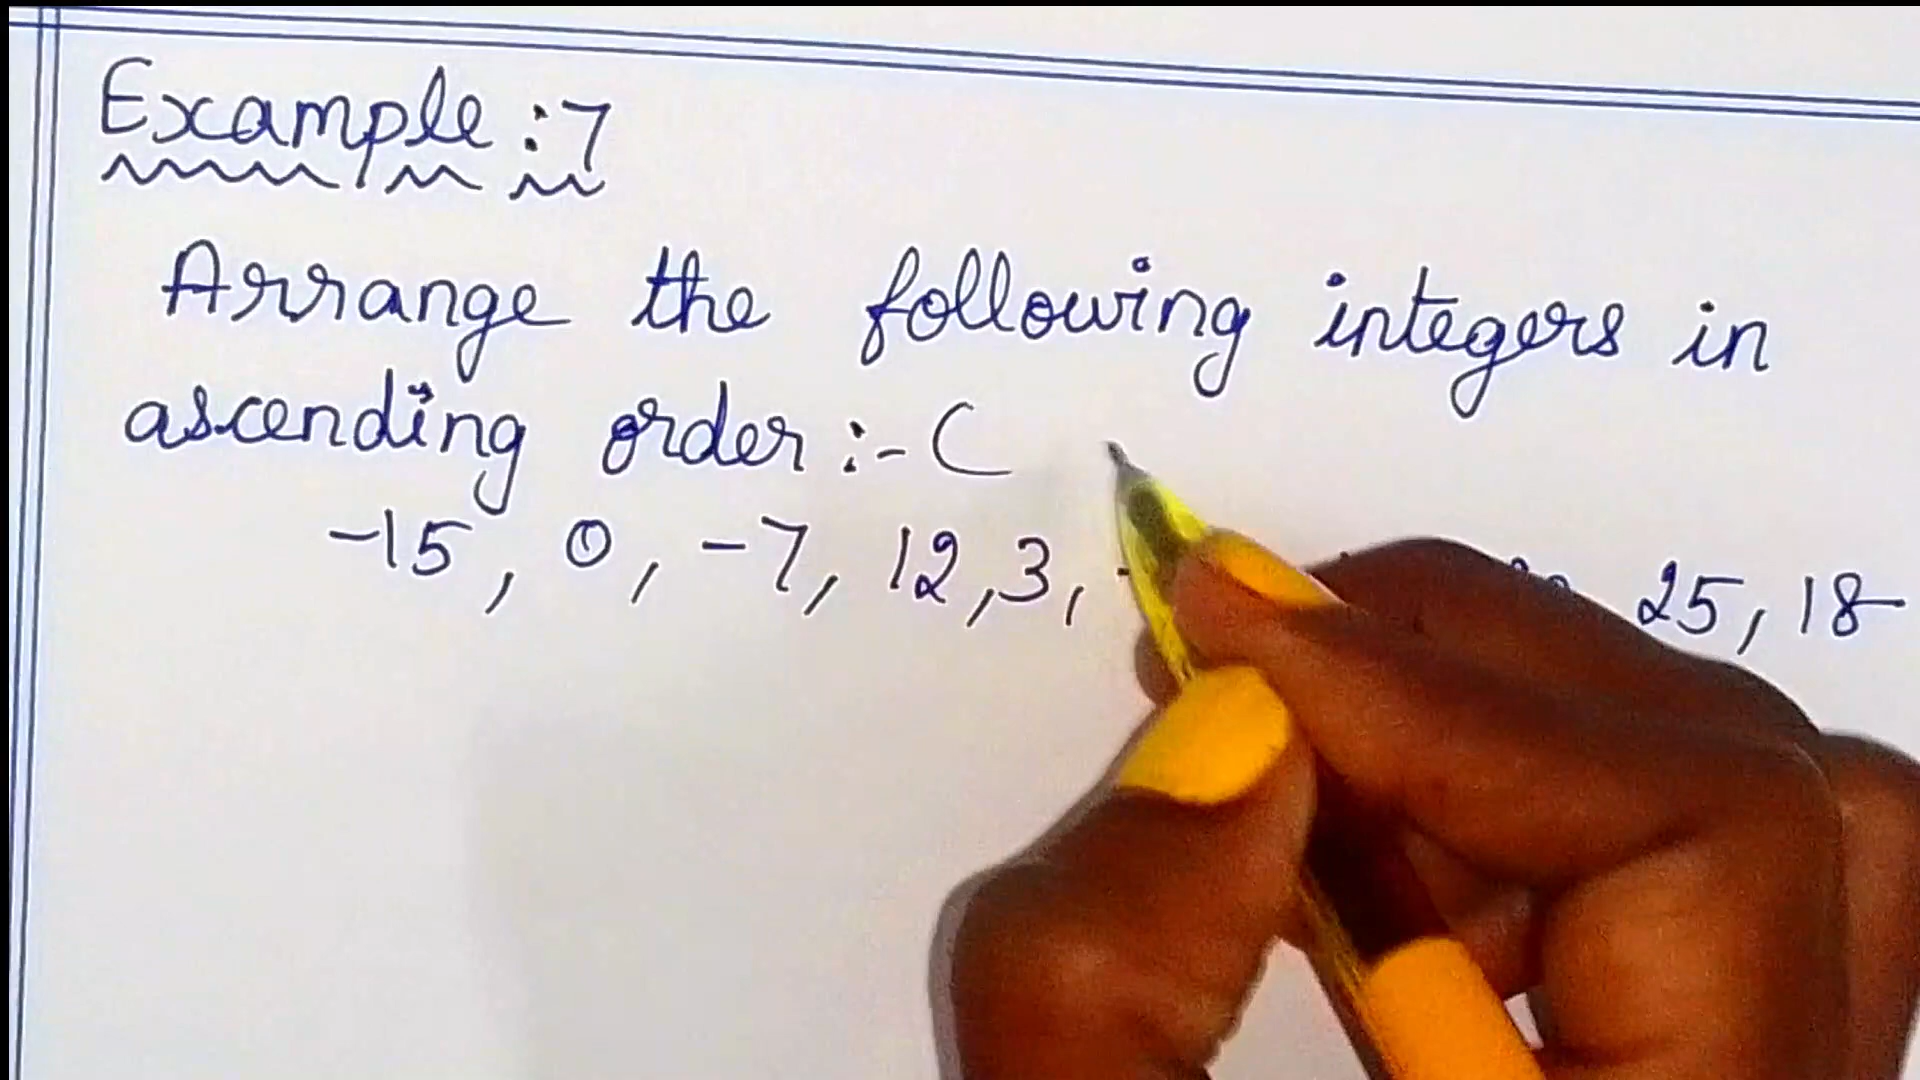 Example :7
Arrange the following integers in
ascending order :- C
-15, 0, -7, 12, 3, 25, 18